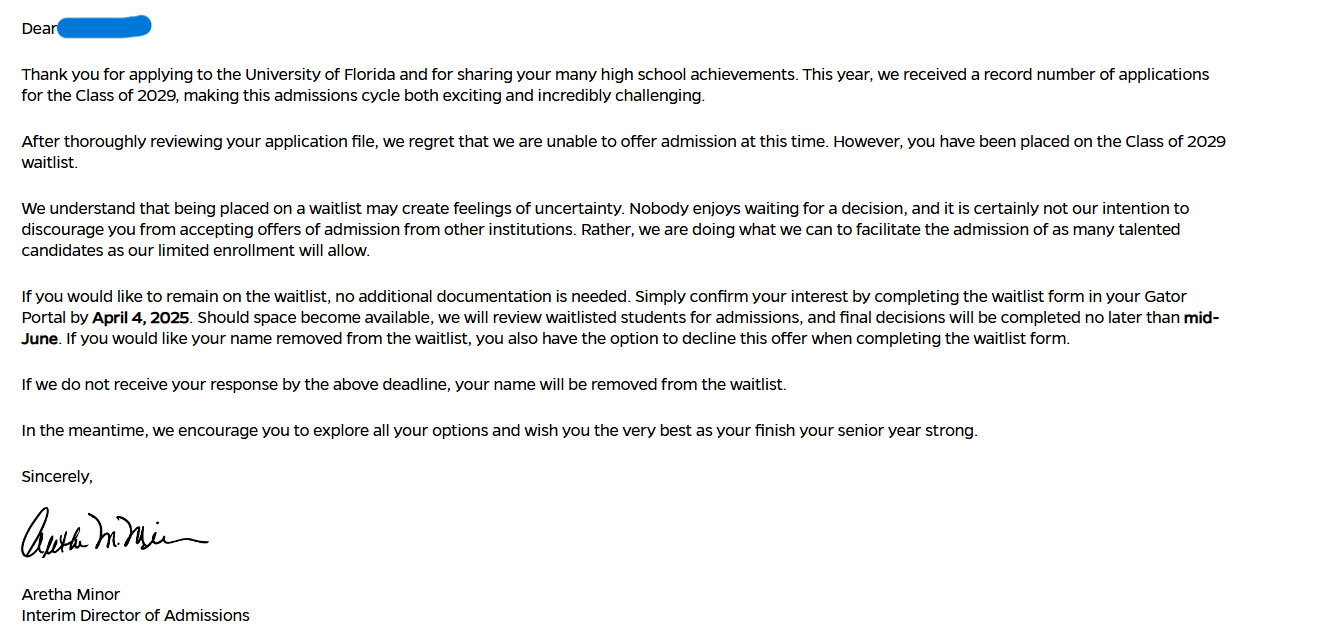 Dear
Thank you for applying to the University of Florida and for sharing your many high school achievements. This year, we received a record number of applications
for the Class of 2029, making this admissions cycle both exciting and incredibly challenging.
After thoroughly reviewing your application file, we regret that we are unable to offer admission at this time. However, you have been placed on the Class of 2029
waitlist.
We understand that being placed on a waitlist may create feelings of uncertainty. Nobody enjoys waiting for a decision, and it is certainly not our intention to
discourage you from accepting offers of admission from other institutions. Rather, we are doing what we can to facilitate the admission of as many talented
candidates as our limited enrollment will allow.
If you would like to remain on the waitlist, no additional documentation is needed. Simply confirm your interest by completing the waitlist form in your Gator
Portal by April 4, 2025. Should space become available, we will review waitlisted students for admissions, and final decisions will be completed no later than mid-
June. If you would like your name removed from the waitlist, you also have the option to decline this offer when completing the waitlist form.
If we do not receive your response by the above deadline, your name will be removed from the waitlist.
In the meantime, we encourage you to explore all your options and wish you the very best as your finish your senior year strong.
Sincerely,
Aretha M. Minor
Aretha Minor
Interim Director of Admissions